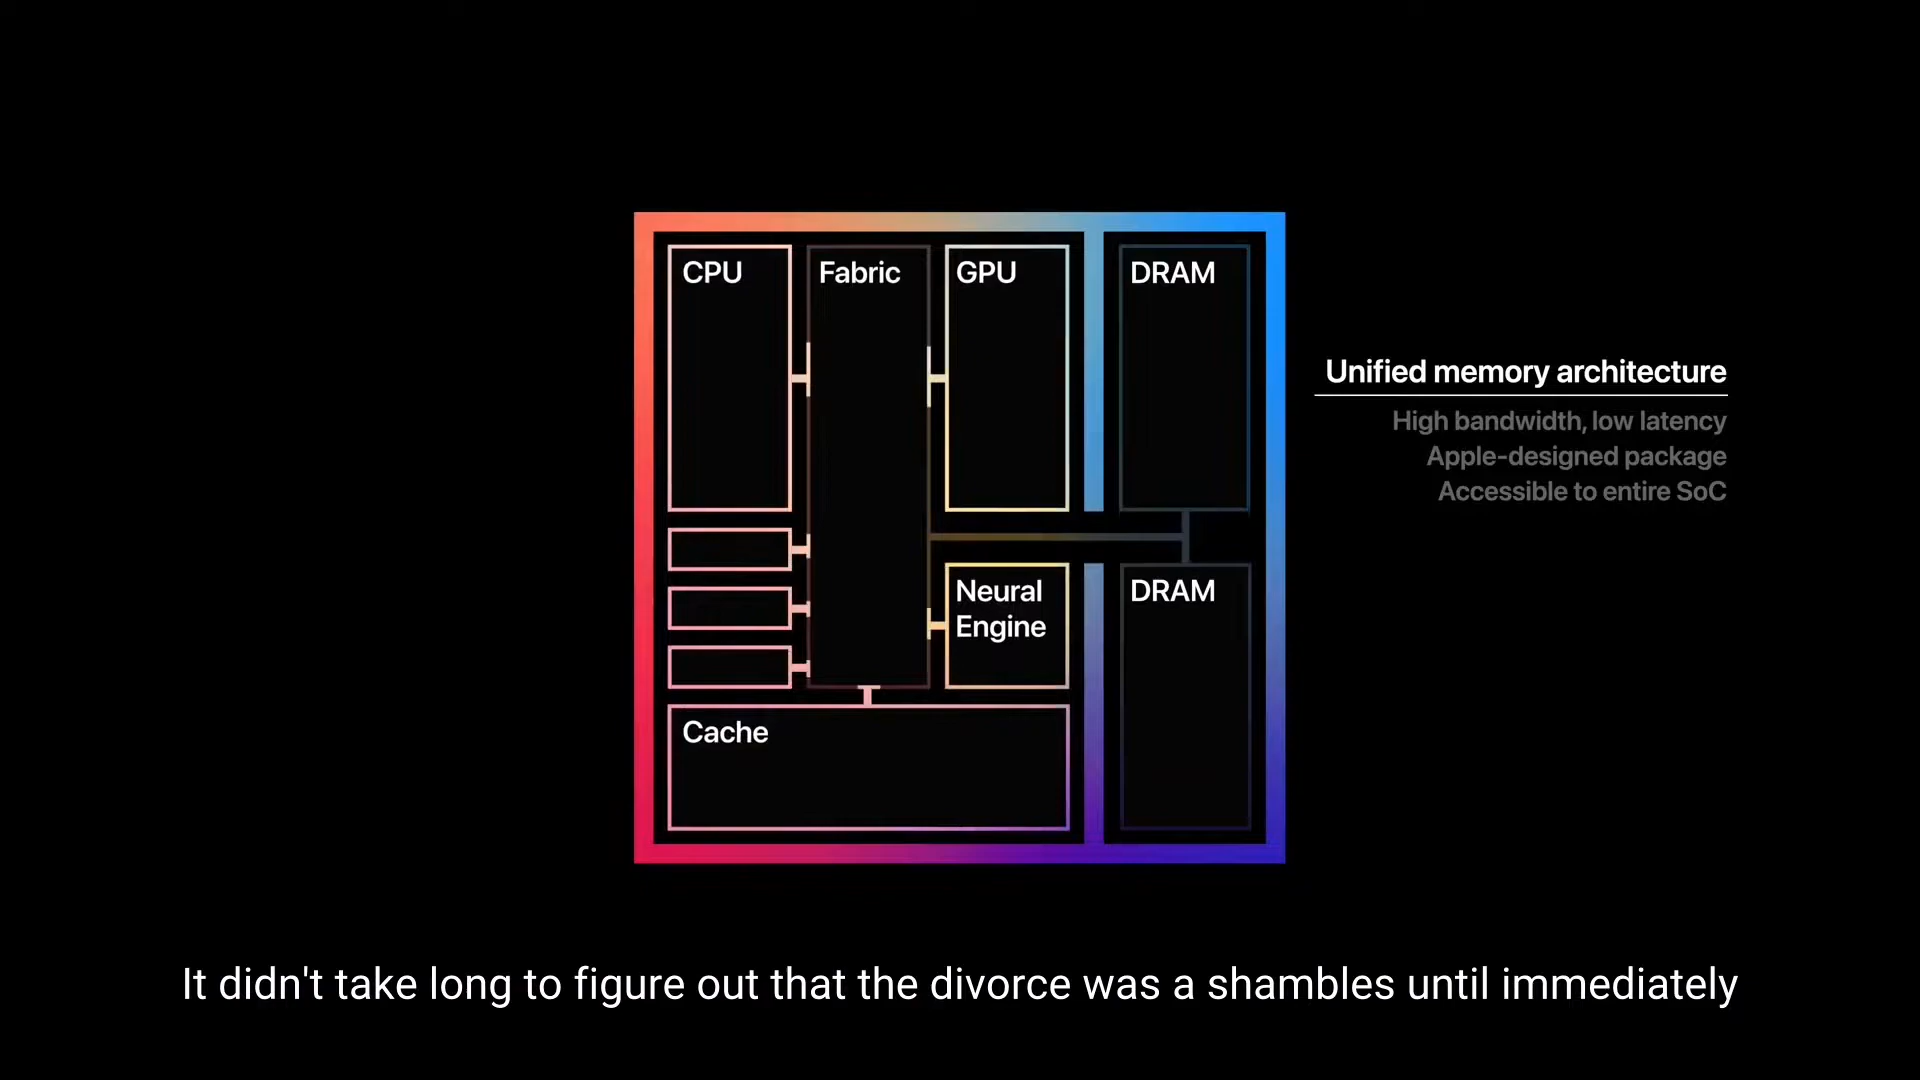 CPU
Fabric
GPU
DRAM
Unified memory architecture
High bandwidth, low latency
Apple-designed package
Accessible to entire SoC
Neural
Engine
DRAM
Cache
It didn't take long to figure out that the divorce was a shambles until immediately